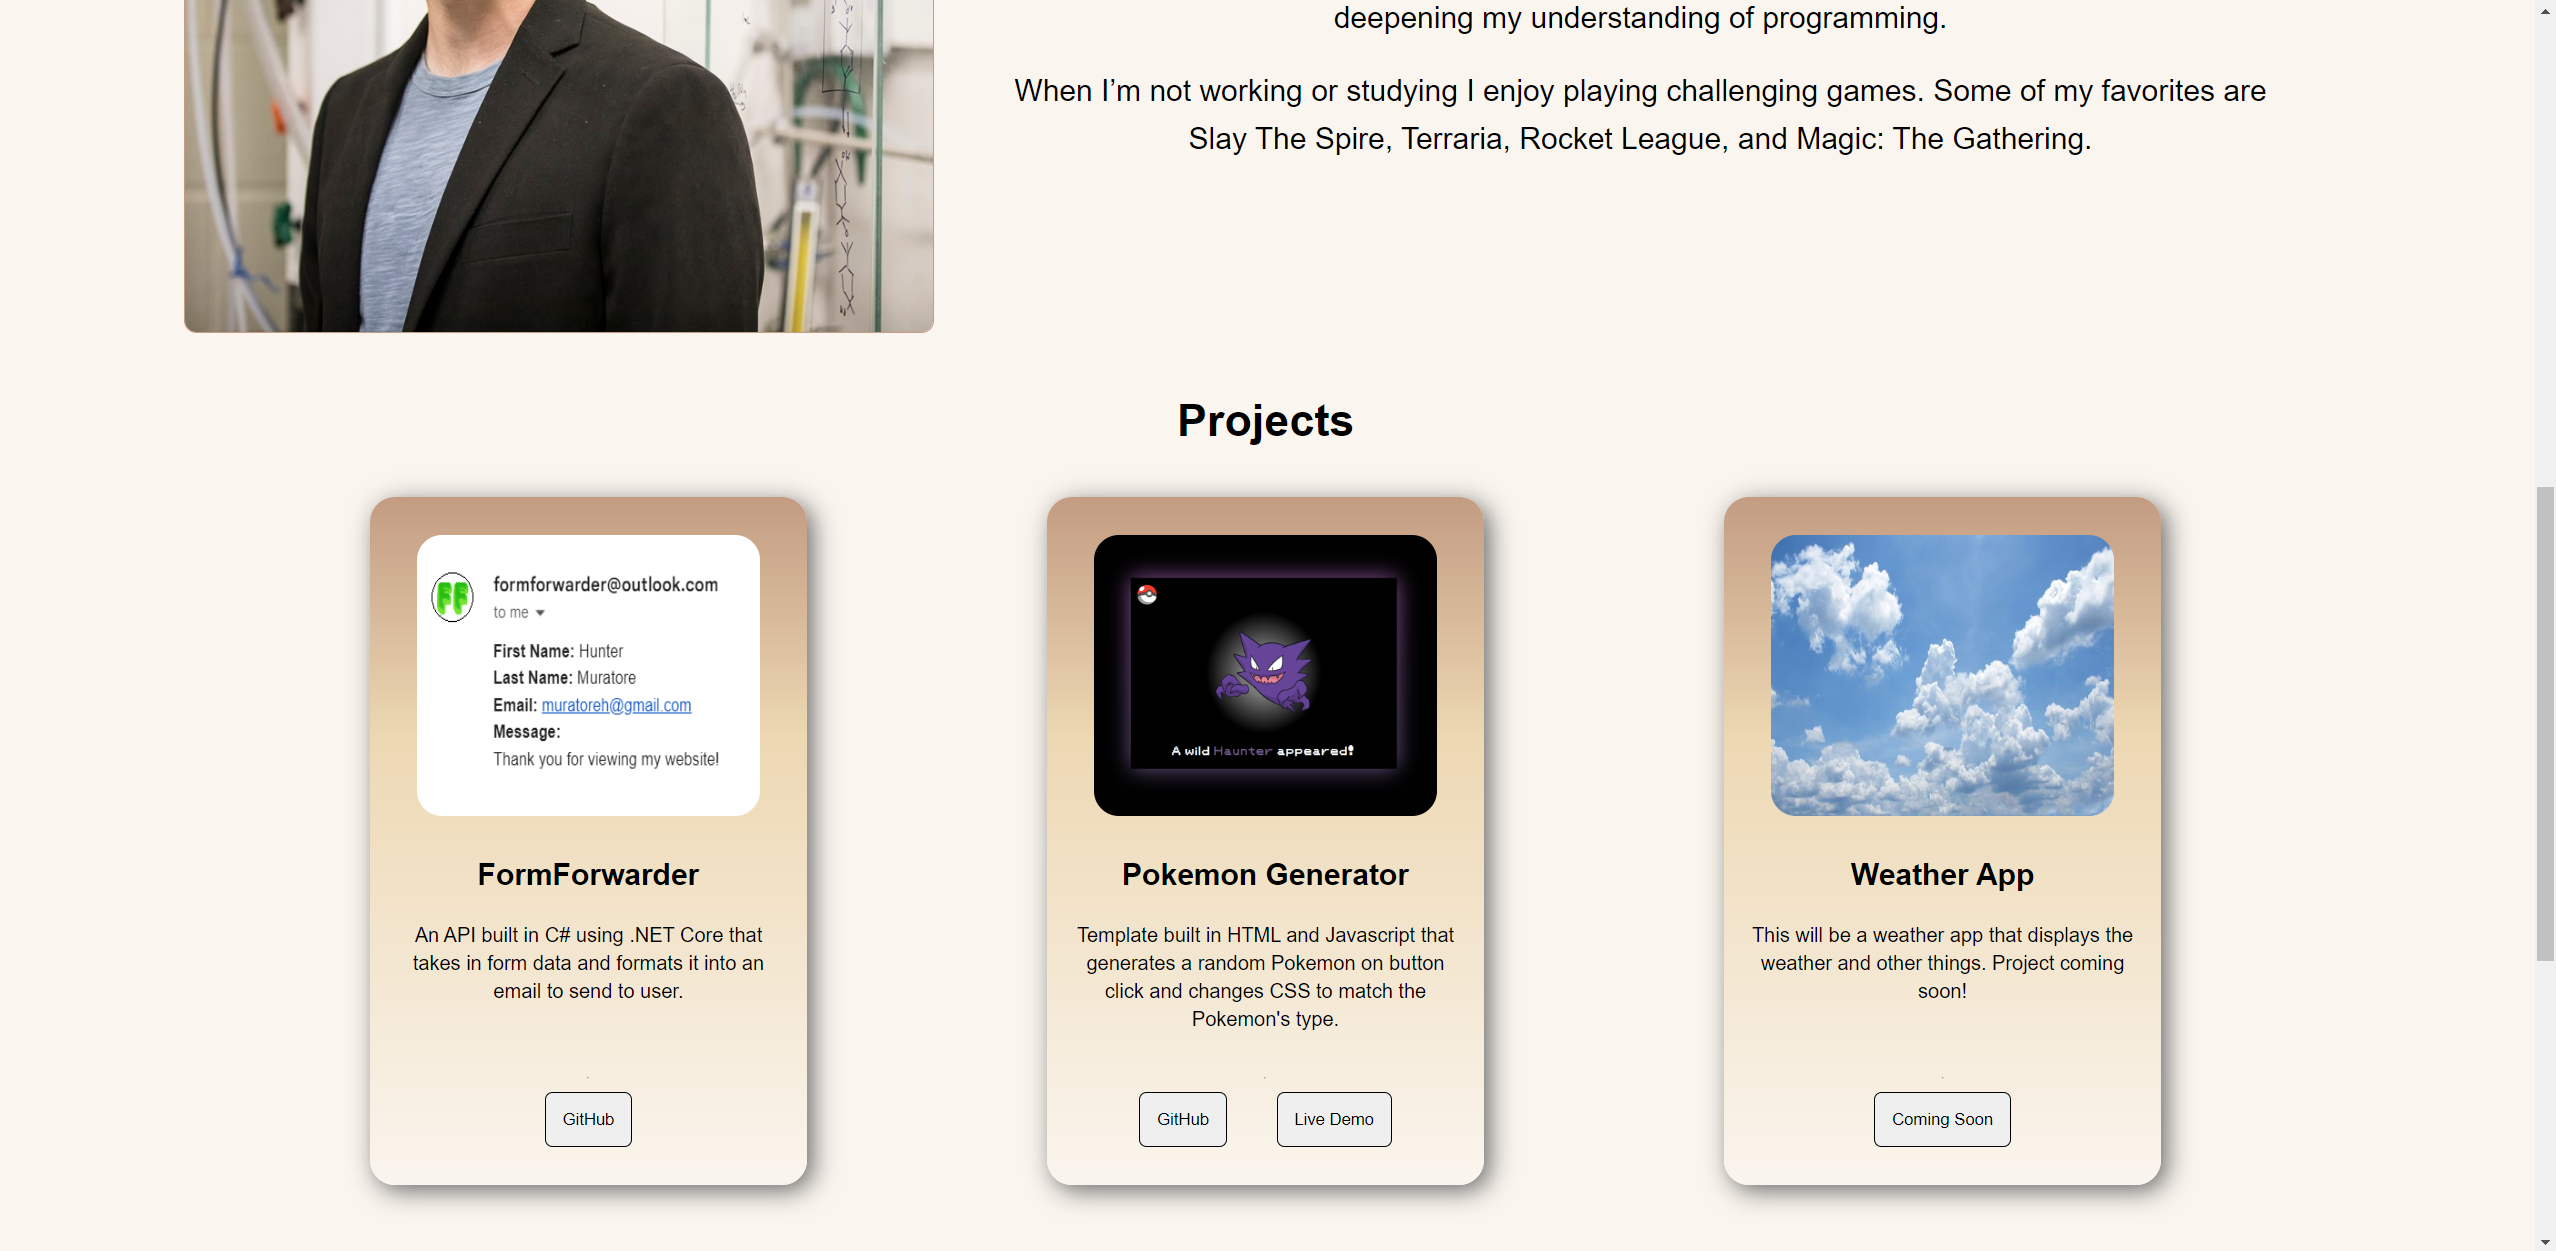 deepening my understanding of programming.
When I’m not working or studying I enjoy playing challenging games. Some of my favorites are
Slay The Spire, Terraria, Rocket League, and Magic: The Gathering.
Projects
FF
formforwarder@outlook.com
to me
First Name: Hunter
Last Name: Muratore
Email: muratoreh@gmail.com
Message:
Thank you for viewing my website!
FormForwarder
An API built in C# using .NET Core that
takes in form data and formats it into an
email to send to user.
GitHub
A wild Haunter appeared!
Pokemon Generator
Template built in HTML and Javascript that
generates a random Pokemon on button
click and changes CSS to match the
Pokemon's type.
GitHub
Live Demo
Weather App
This will be a weather app that displays the
weather and other things. Project coming
soon!
Coming Soon